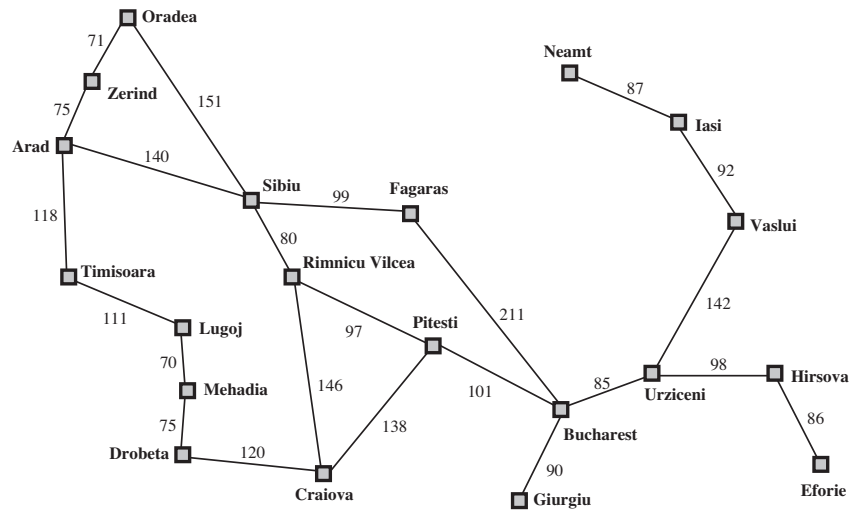 Oradea
71
Neamt
Zerind
87
75
151
Iasi
Arad
140
92
Sibiu
Fagaras
99
118
Vaslui
80
Timisoara
Rimnicu Vilcea
142
111
Lugoj
97
Pitesti
211
70
98
Hirsova
Mehadia
146
101
85
Urziceni
75
138
86
Drobeta
120
Bucharest
90
Craiova
Giurgiu
Eforie